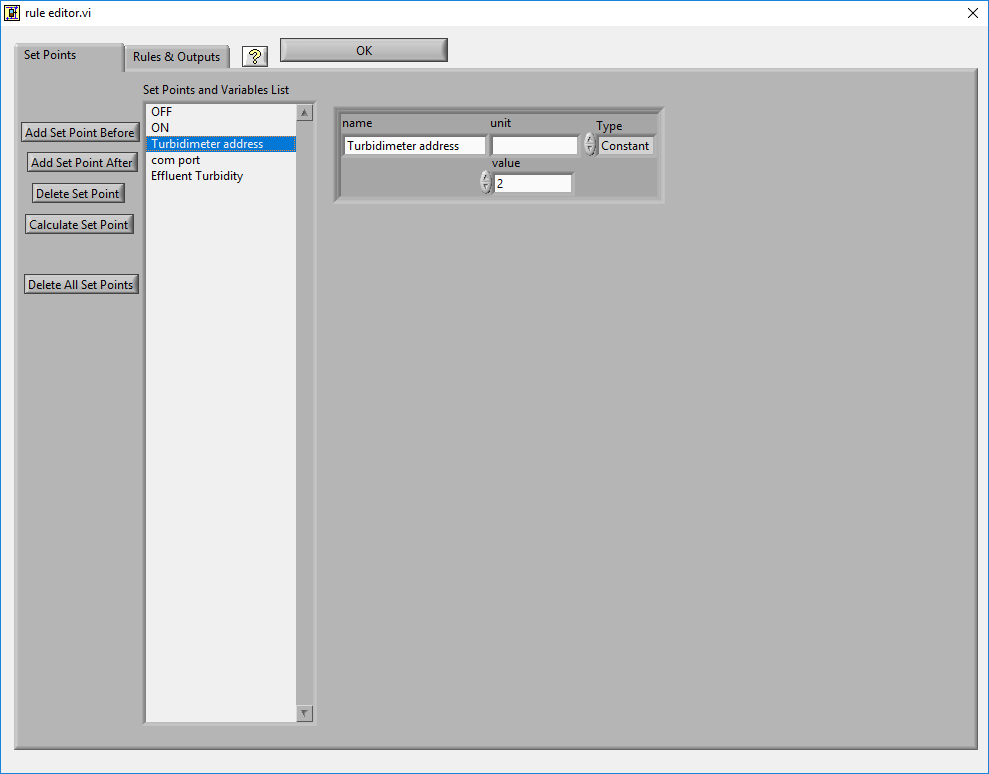 rule editor.vi
Set Points
Rules & Outputs
?
OK
Set Points and Variables List
Add Set Point Before
Add Set Point After
Delete Set Point
Calculate Set Point
Delete All Set Points
OFF
ON
Turbidimeter address
com port
Effluent Turbidity
name
unit
Type
Turbidimeter address
Constant
value
2